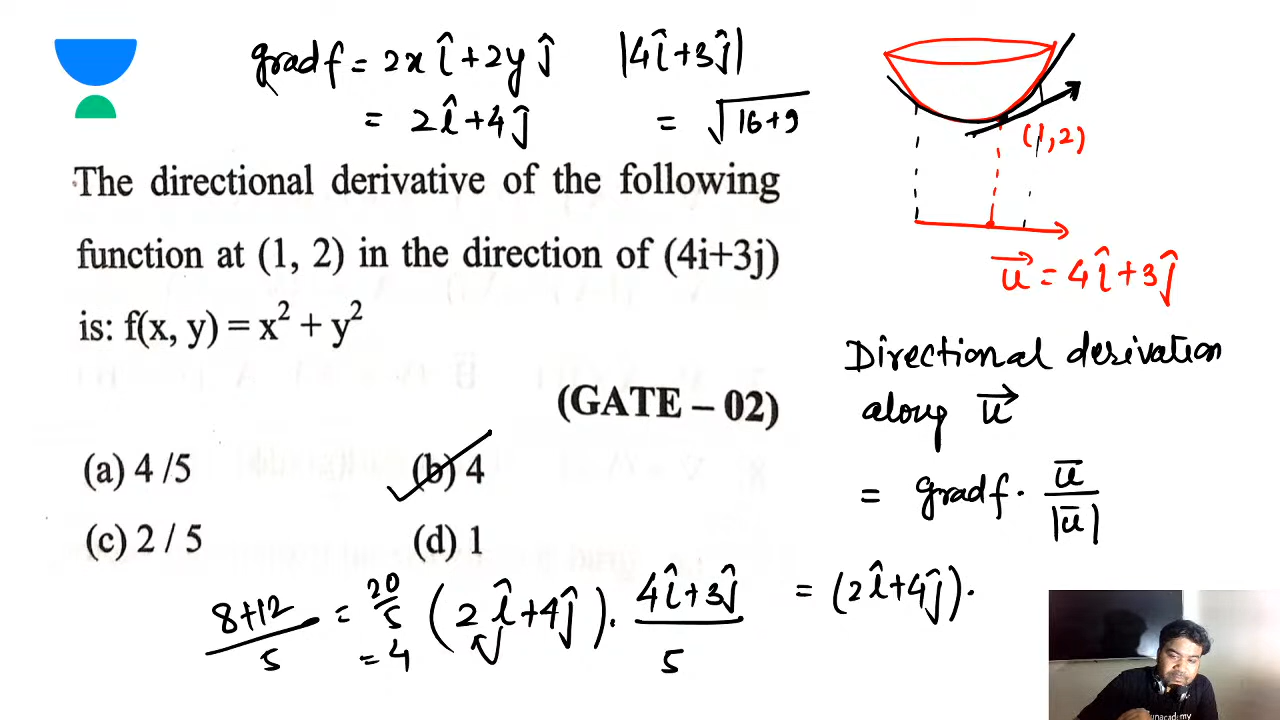 grad f = 2x î + 2y ĵ
= 2î + 4ĵ
|4î + 3ĵ|
= √16+9
The directional derivative of the following
function at (1, 2) in the direction of (4i+3j)
is: f(x, y) = x² + y²
(GATE – 02)
(a) 4 /5
(b) 4
(c) 2 / 5
(d) 1
(1,2)
u⃗ = 4î + 3ĵ
Directional derivation
along u⃗
= grad f · ū/|ū|
= (2î + 4ĵ) ·
(2î + 4ĵ) · 4î + 3ĵ/5
8+12/5 = 20/5
= 4
unacademy